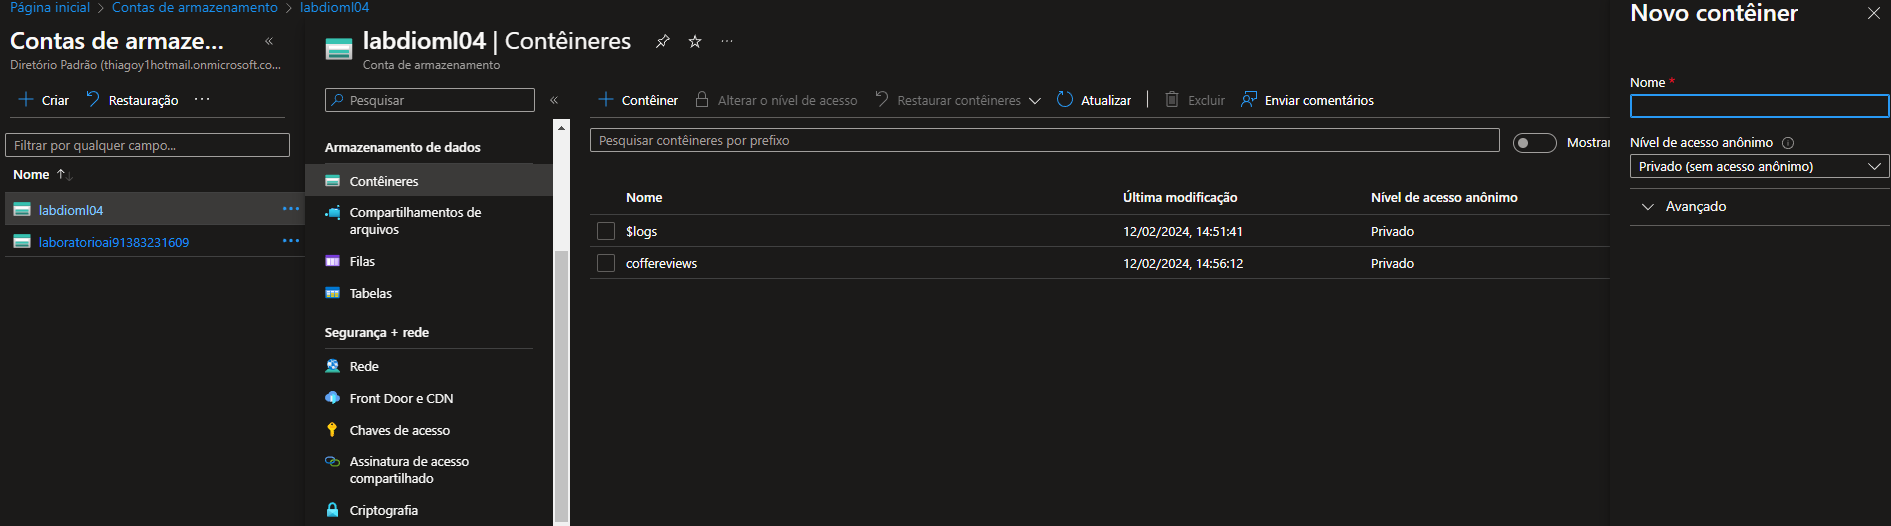 Página inicial > Contas de armazenamento > labdioml04
Contas de armaze... «
Diretório Padrão (thiagoy1hotmail.onmicrosoft.co...
+ Criar Restauração ...
Filtrar por qualquer campo...
Nome ↑↓
labdioml04 ...
laboratorioai91383231609 ...
labdioml04 | Contêineres ...
Conta de armazenamento
Pesquisar «
Armazenamento de dados
Contêineres
Compartilhamentos de
arquivos
Filas
Tabelas
Segurança + rede
Rede
Front Door e CDN
Chaves de acesso
Assinatura de acesso
compartilhado
Criptografia
+ Contêiner Alterar o nível de acesso Restaurar contêineres Atualizar | Excluir Enviar comentários
Pesquisar contêineres por prefixo Mostrar
Nome Última modificação Nível de acesso anônimo
$logs 12/02/2024, 14:51:41 Privado
coffereviews 12/02/2024, 14:56:12 Privado
Novo contêiner
Nome *
Nível de acesso anônimo
Privado (sem acesso anônimo)
Avançado